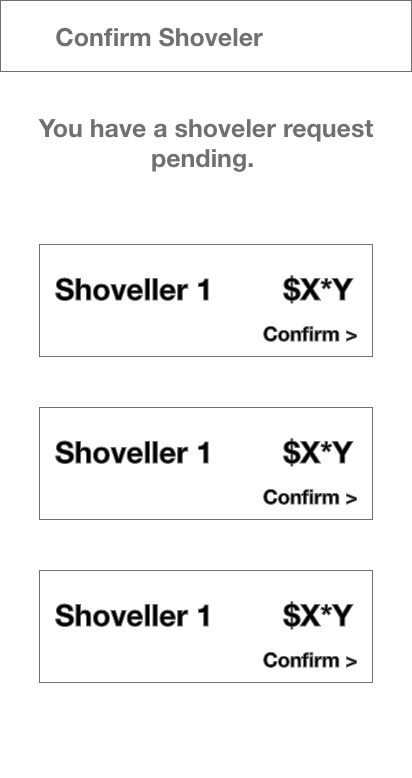 Confirm Shoveler
You have a shoveler request
pending.
Shoveller 1 $X*Y
Confirm >
Shoveller 1 $X*Y
Confirm >
Shoveller 1 $X*Y
Confirm >